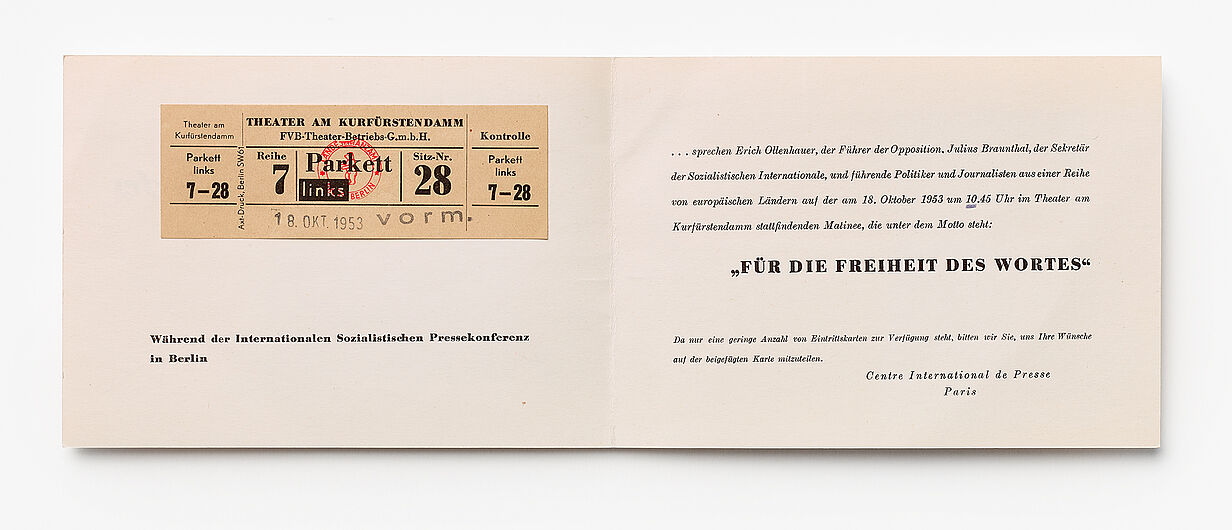 Theater am
Kurfürstendamm
Parkett
links
7–28
Axt-Druck, Berlin SW61
THEATER AM KURFÜRSTENDAMM
FVB-Theater-Betriebs-G.m.b.H.
Reihe
7
Parkett
links
Sitz-Nr.
28
BERLIN
18. OKT. 1953 vorm.
Kontrolle
Parkett
links
7–28
Während der Internationalen Sozialistischen Pressekonferenz
in Berlin
. . . sprechen Erich Ollenhauer, der Führer der Opposition, Julius Braunthal, der Sekretär
der Sozialistischen Internationale, und führende Politiker und Journalisten aus einer Reihe
von europäischen Ländern auf der am 18. Oktober 1953 um 10.45 Uhr im Theater am
Kurfürstendamm stattfindenden Matinee, die unter dem Motto steht:
„FÜR DIE FREIHEIT DES WORTES“
Da nur eine geringe Anzahl von Eintrittskarten zur Verfügung steht, bitten wir Sie, uns Ihre Wünsche
auf der beigefügten Karte mitzuteilen.
Centre International de Presse
Paris